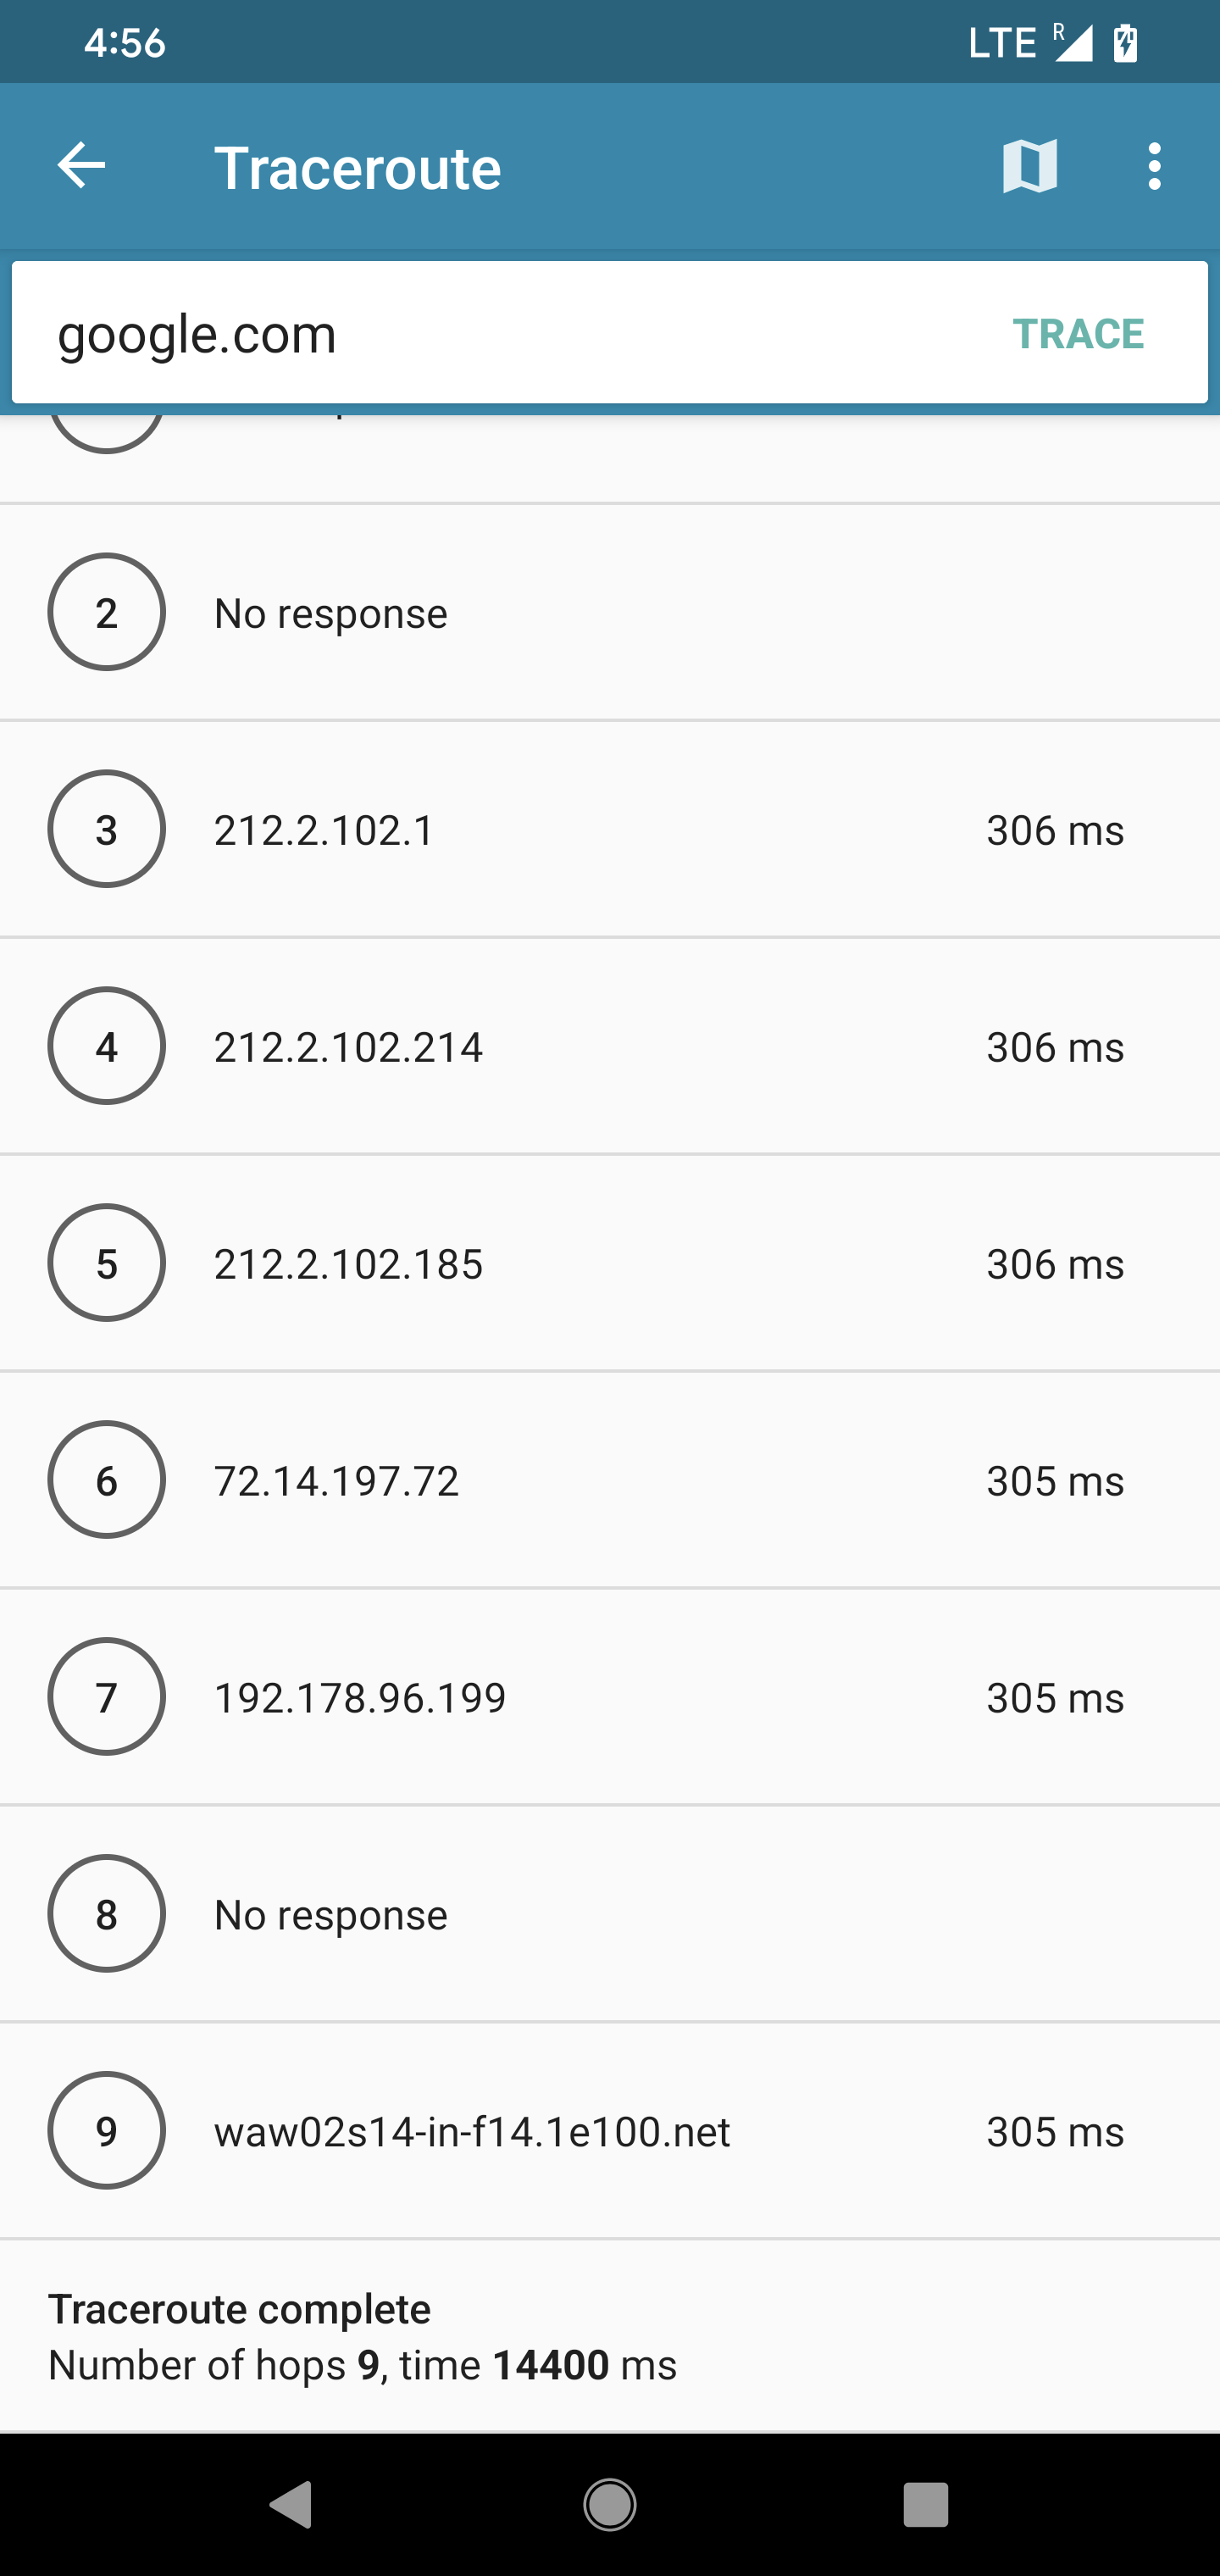 4:56 LTE R
Traceroute
google.com TRACE
2 No response
3 212.2.102.1 306 ms
4 212.2.102.214 306 ms
5 212.2.102.185 306 ms
6 72.14.197.72 305 ms
7 192.178.96.199 305 ms
8 No response
9 waw02s14-in-f14.1e100.net 305 ms
Traceroute complete
Number of hops 9, time 14400 ms